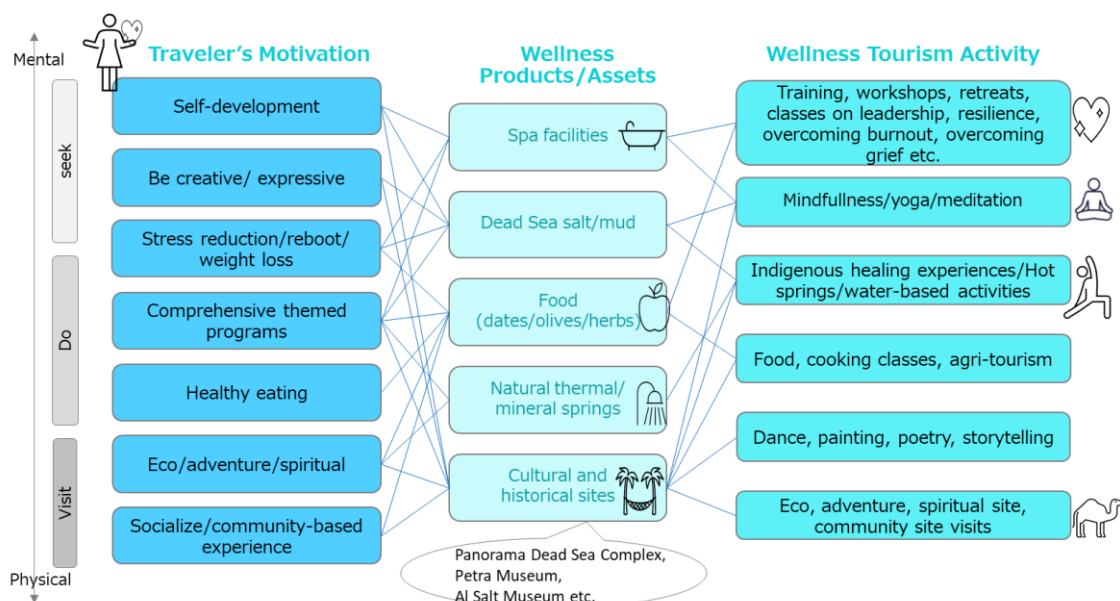 Mental
Physical
seek
Do
Visit
Traveler's Motivation
Self-development
Be creative/ expressive
Stress reduction/reboot/
weight loss
Comprehensive themed
programs
Healthy eating
Eco/adventure/spiritual
Socialize/community-based
experience
Wellness
Products/Assets
Spa facilities
Dead Sea salt/mud
Food
(dates/olives/herbs)
Natural thermal/
mineral springs
Cultural and
historical sites
Panorama Dead Sea Complex,
Petra Museum,
Al Salt Museum etc.
Wellness Tourism Activity
Training, workshops, retreats,
classes on leadership, resilience,
overcoming burnout, overcoming
grief etc.
Mindfullness/yoga/meditation
Indigenous healing experiences/Hot
springs/water-based activities
Food, cooking classes, agri-tourism
Dance, painting, poetry, storytelling
Eco, adventure, spiritual site,
community site visits